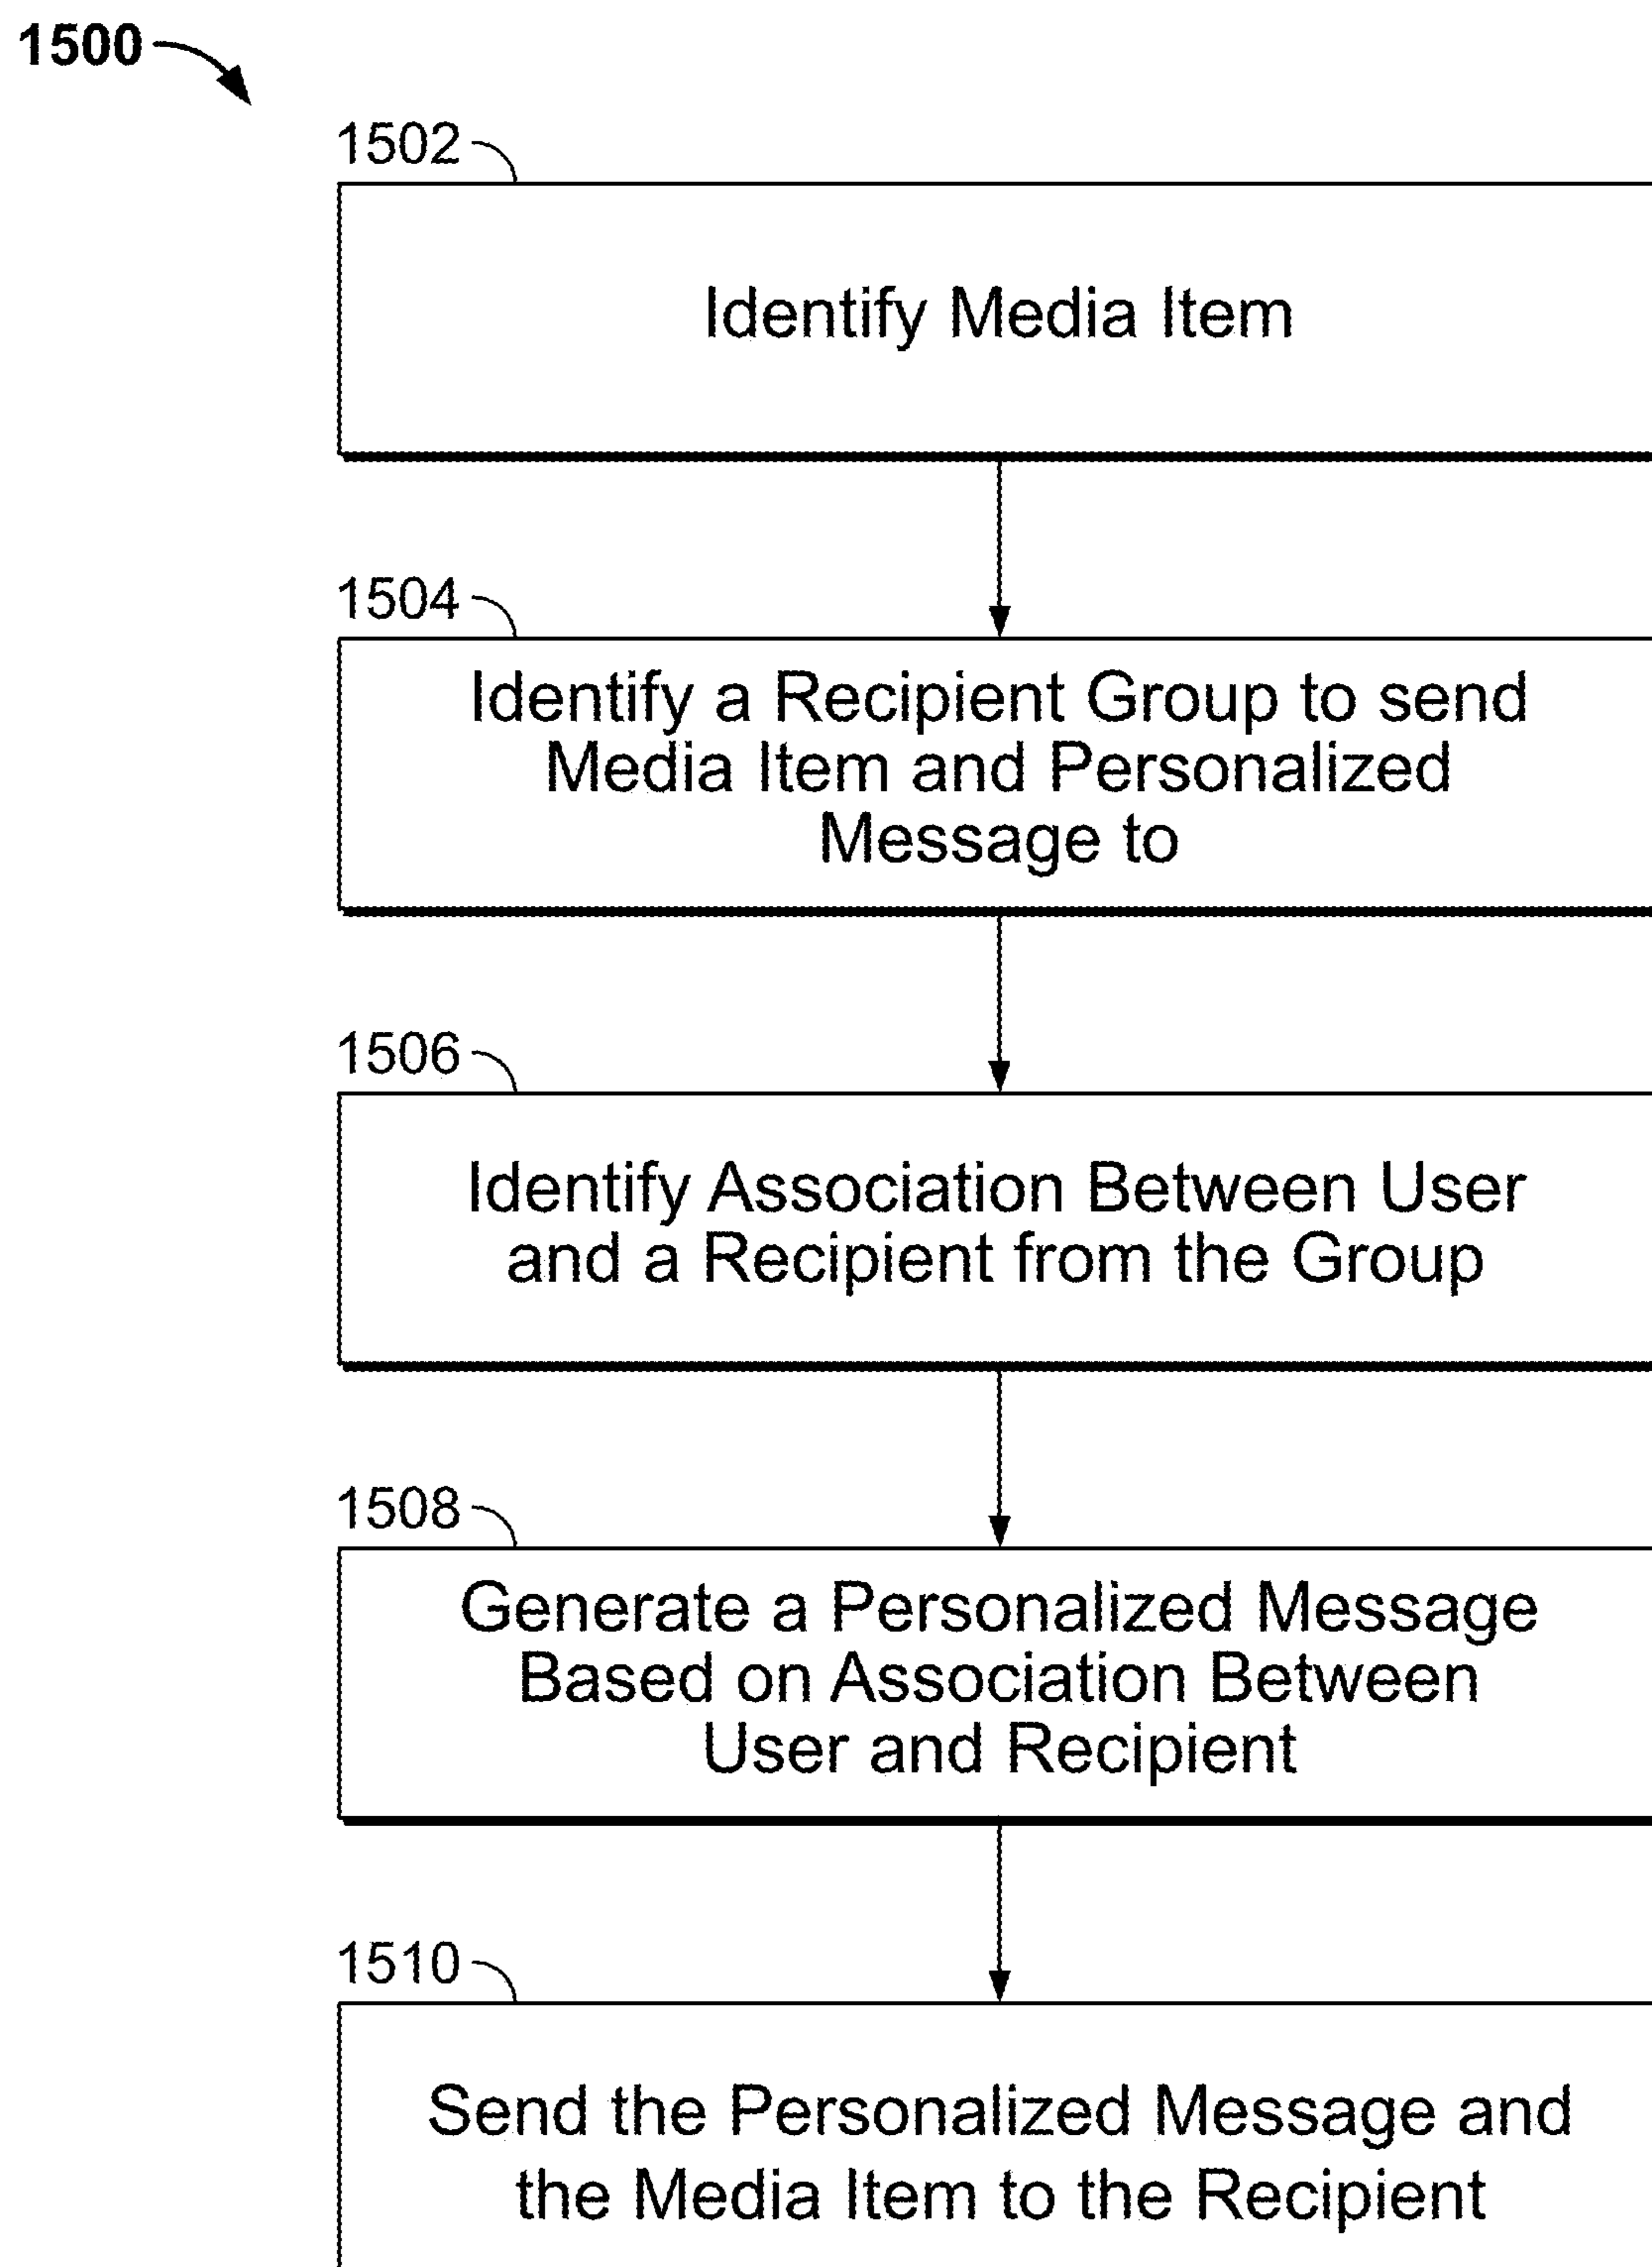 1500
1502
Identify Media Item
1504
Identify a Recipient Group to send
Media Item and Personalized
Message to
1506
Identify Association Between User
and a Recipient from the Group
1508
Generate a Personalized Message
Based on Association Between
User and Recipient
1510
Send the Personalized Message and
the Media Item to the Recipient